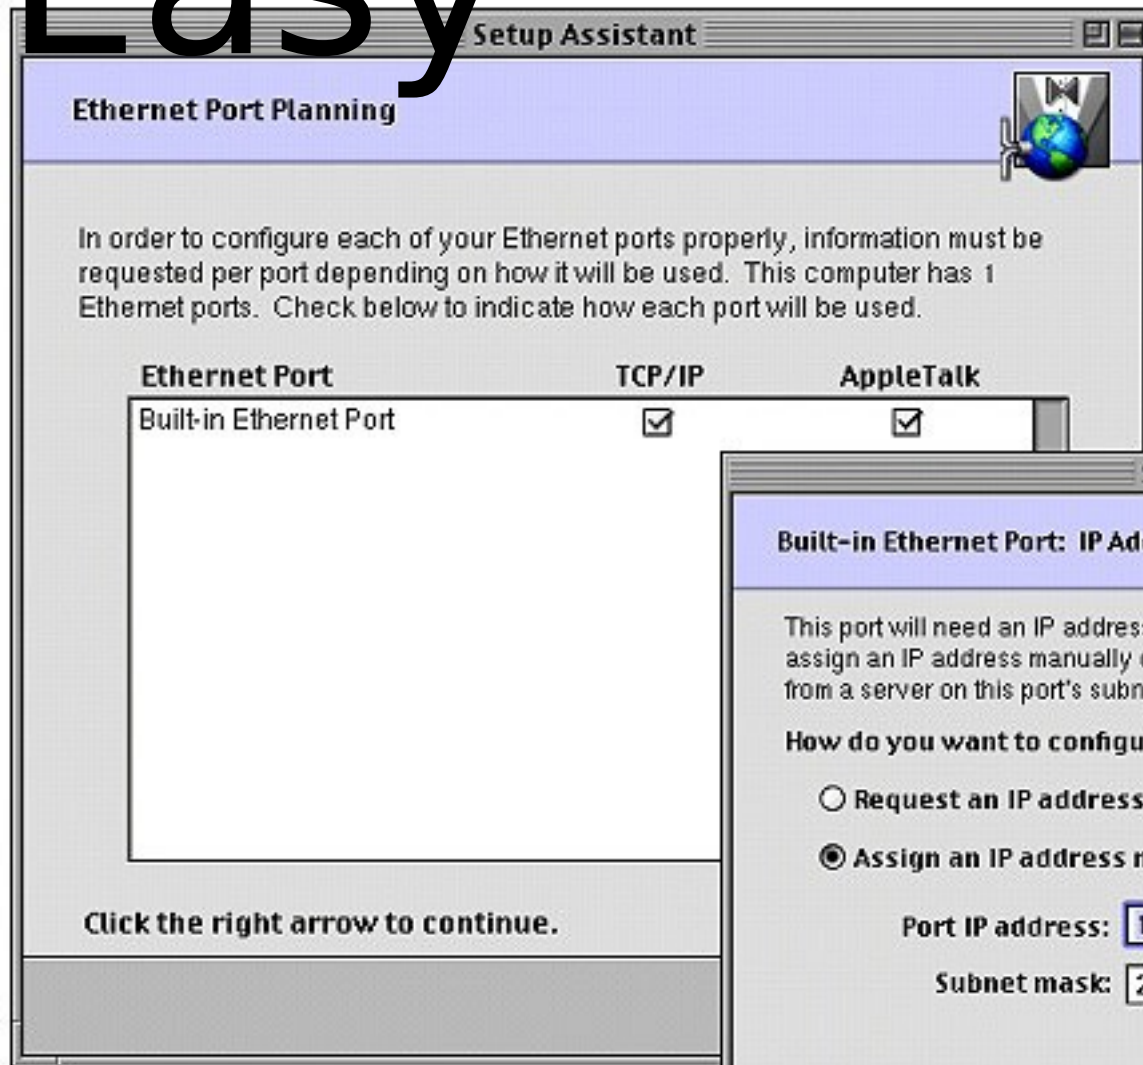 Easy
Setup Assistant
Ethernet Port Planning
In order to configure each of your Ethernet ports properly, information must be
requested per port depending on how it will be used. This computer has 1
Ethernet ports. Check below to indicate how each port will be used.
Ethernet Port TCP/IP AppleTalk
Built-in Ethernet Port
Click the right arrow to continue.
Built-in Ethernet Port: IP Ad
This port will need an IP addres
assign an IP address manually
from a server on this port's subn
How do you want to configu
Request an IP address
Assign an IP address
Port IP address:
Subnet mask: 2